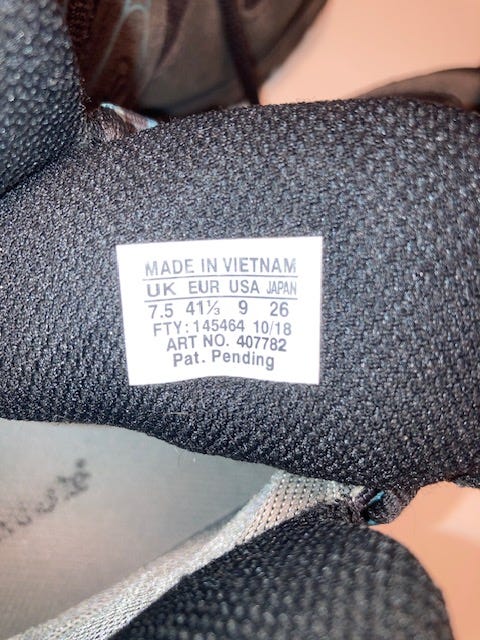 MADE IN VIETNAM
UK EUR USA JAPAN
7.5 41⅓ 9 26
FTY: 145464 10/18
ART NO. 407782
Pat. Pending